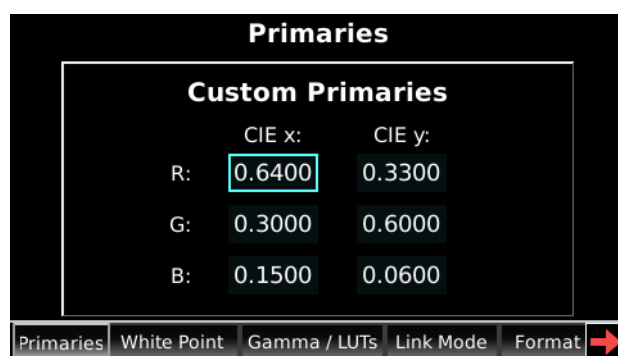 Primaries
Custom Primaries
CIE x: CIE y:
R: 0.6400 0.3300
G: 0.3000 0.6000
B: 0.1500 0.0600
Primaries White Point Gamma / LUTs Link Mode Format